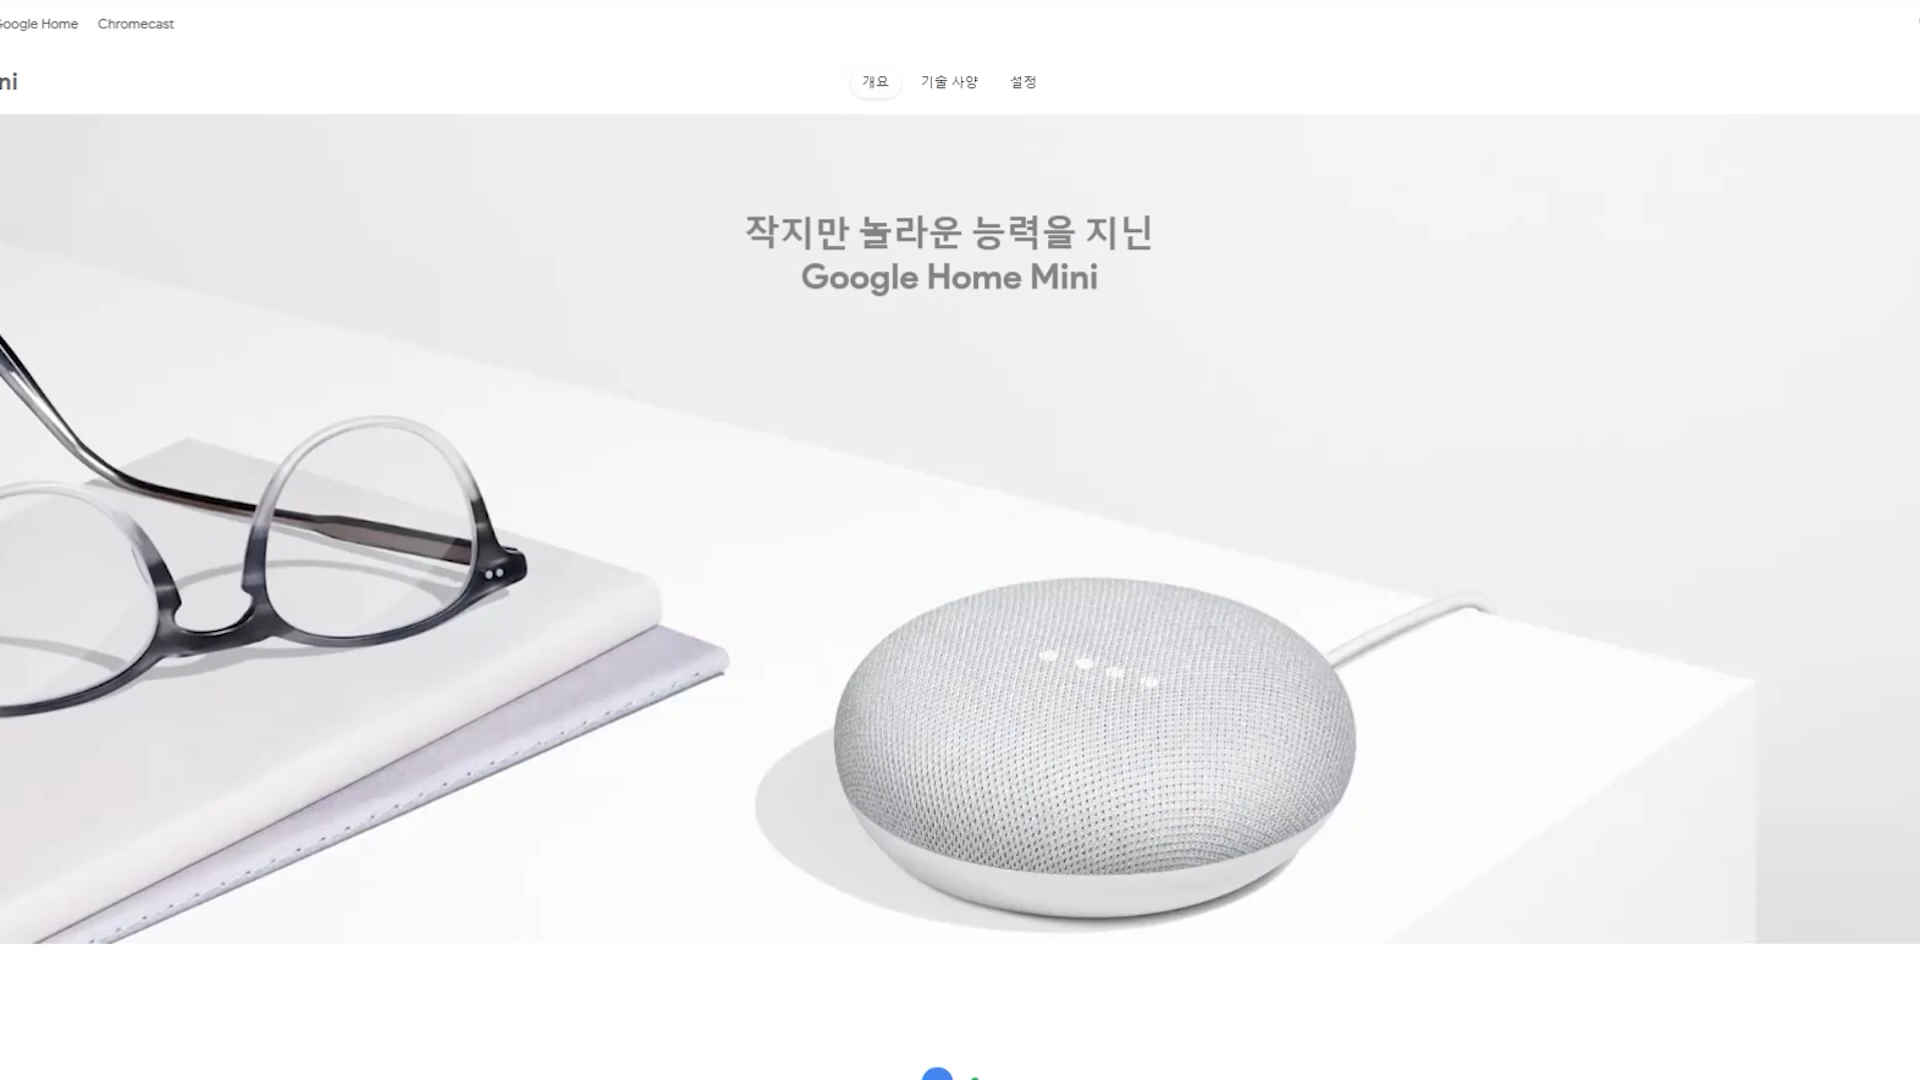 Google Home Chromecast
ni
개요 기술 사양 설정
작지만 놀라운 능력을 지닌
Google Home Mini